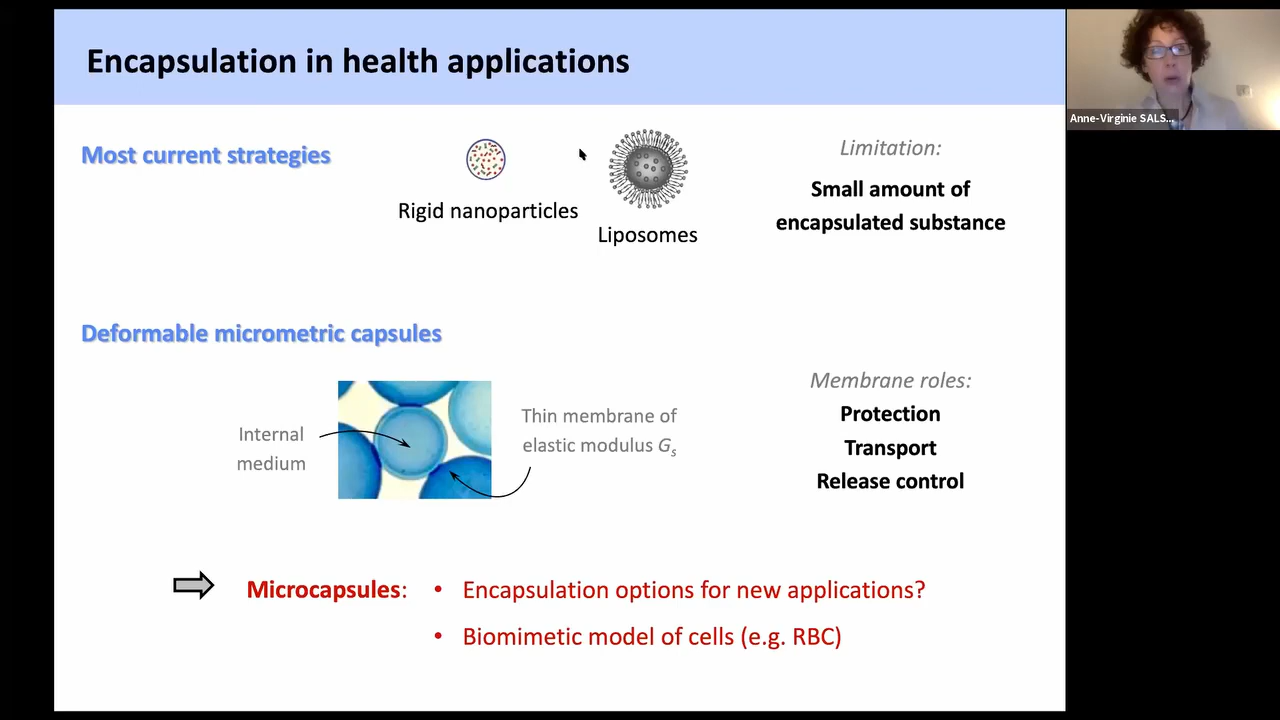 Encapsulation in health applications
Anne-Virginie SALS...
Most current strategies
Rigid nanoparticles
Liposomes
Limitation:
Small amount of
encapsulated substance
Deformable micrometric capsules
Internal
medium
Thin membrane of
elastic modulus Gs
Membrane roles:
Protection
Transport
Release control
Microcapsules:
• Encapsulation options for new applications?
• Biomimetic model of cells (e.g. RBC)